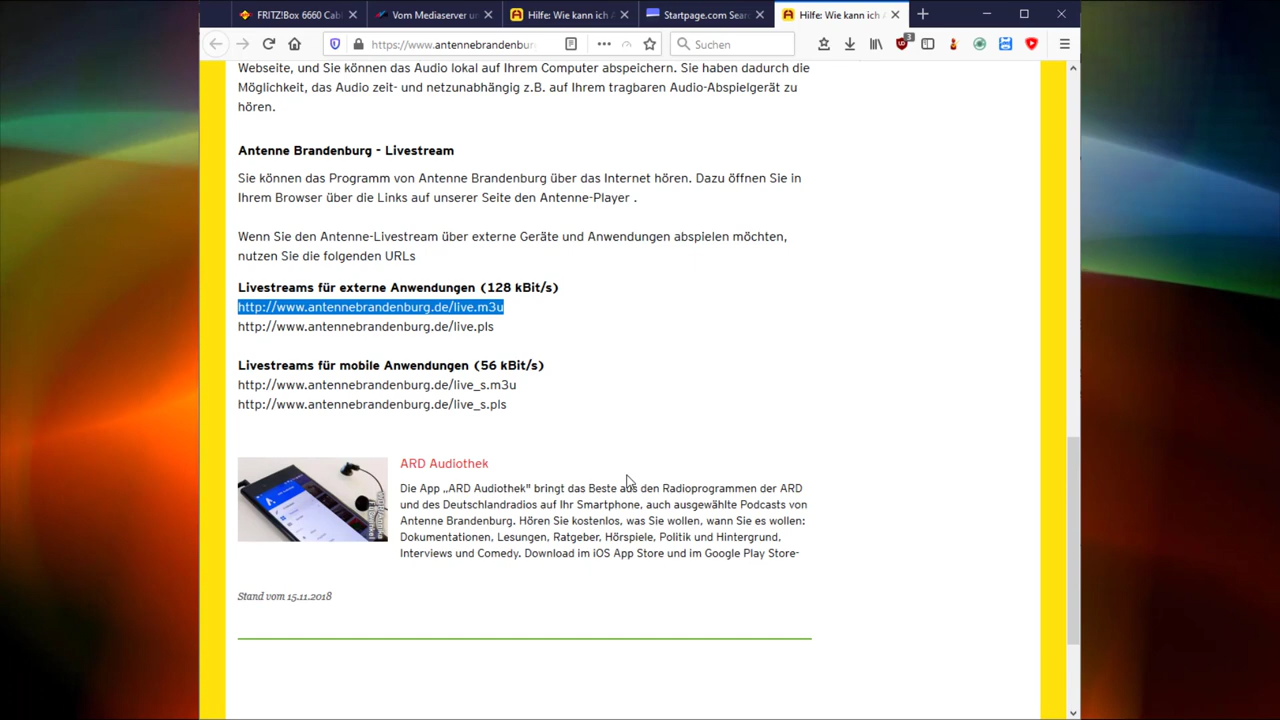 FRITZ!Box 6660 Cabl
Vom Mediaserver u
Hilfe: Wie kann ich A
Startpage.com Sear
Hilfe: Wie kann ich A
https://www.antennebrandenbur
Suchen
3
Webseite, und Sie können das Audio lokal auf Ihrem Computer abspeichern. Sie haben dadurch die
Möglichkeit, das Audio zeit- und netzunabhängig z.B. auf Ihrem tragbaren Audio-Abspielgerät zu
hören.
Antenne Brandenburg - Livestream
Sie können das Programm von Antenne Brandenburg über das Internet hören. Dazu öffnen Sie in
Ihrem Browser über die Links auf unserer Seite den Antenne-Player .
Wenn Sie den Antenne-Livestream über externe Geräte und Anwendungen abspielen möchten,
nutzen Sie die folgenden URLs
Livestreams für externe Anwendungen (128 kBit/s)
http://www.antennebrandenburg.de/live.m3u
http://www.antennebrandenburg.de/live.pls
Livestreams für mobile Anwendungen (56 kBit/s)
http://www.antennebrandenburg.de/live_s.m3u
http://www.antennebrandenburg.de/live_s.pls
ARD Audiothek
Die App „ARD Audiothek" bringt das Beste aus den Radioprogrammen der ARD
und des Deutschlandradios auf Ihr Smartphone, auch ausgewählte Podcasts von
Antenne Brandenburg. Hören Sie kostenlos, was Sie wollen, wann Sie es wollen:
Dokumentationen, Lesungen, Ratgeber, Hörspiele, Politik und Hintergrund,
Interviews und Comedy. Download im iOS App Store und im Google Play Store-
Stand vom 15.11.2018